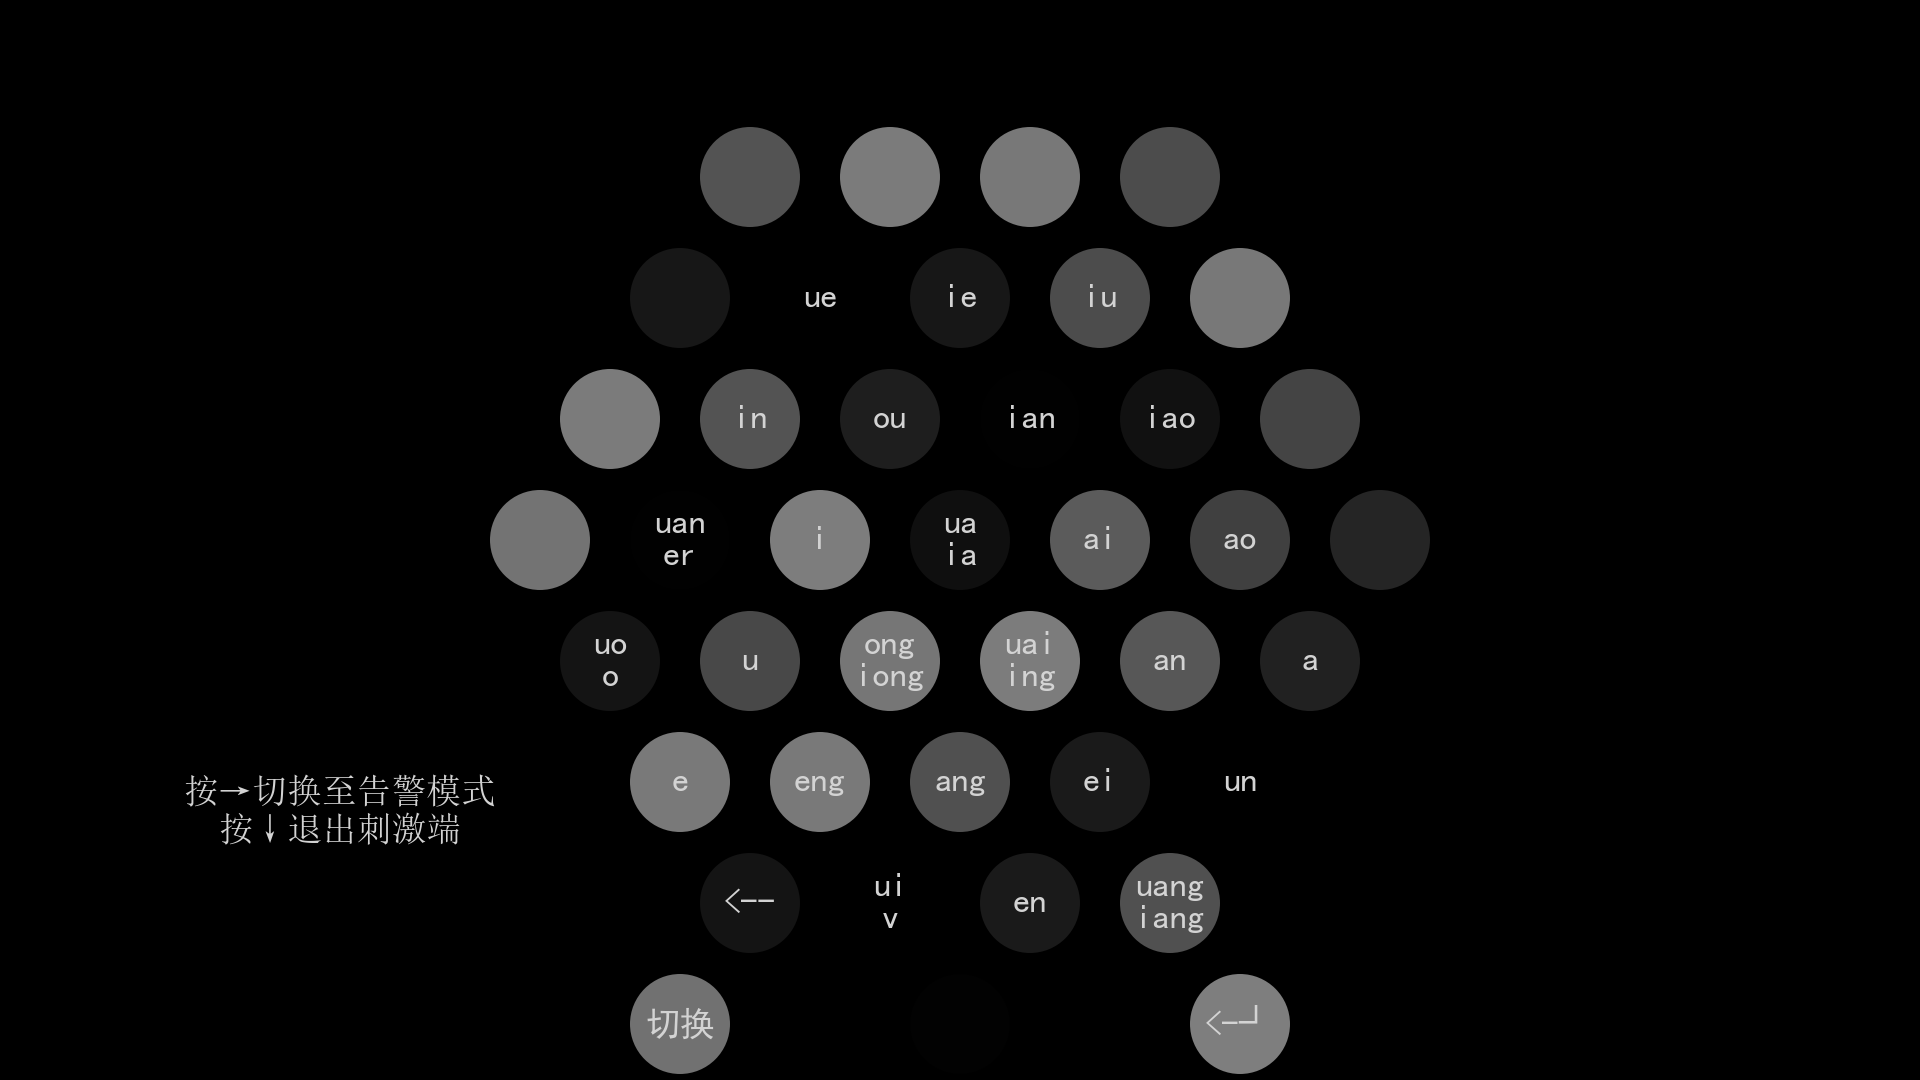 ue
ie
iu
in
ou
ian
iao
uan
er
i
ua
ia
ai
ao
uo
o
u
ong
iong
uai
ing
an
a
e
eng
ang
ei
un
按→切换至告警模式
按↓退出刺激端
<--
ui
v
en
uang
iang
切换
<-┘